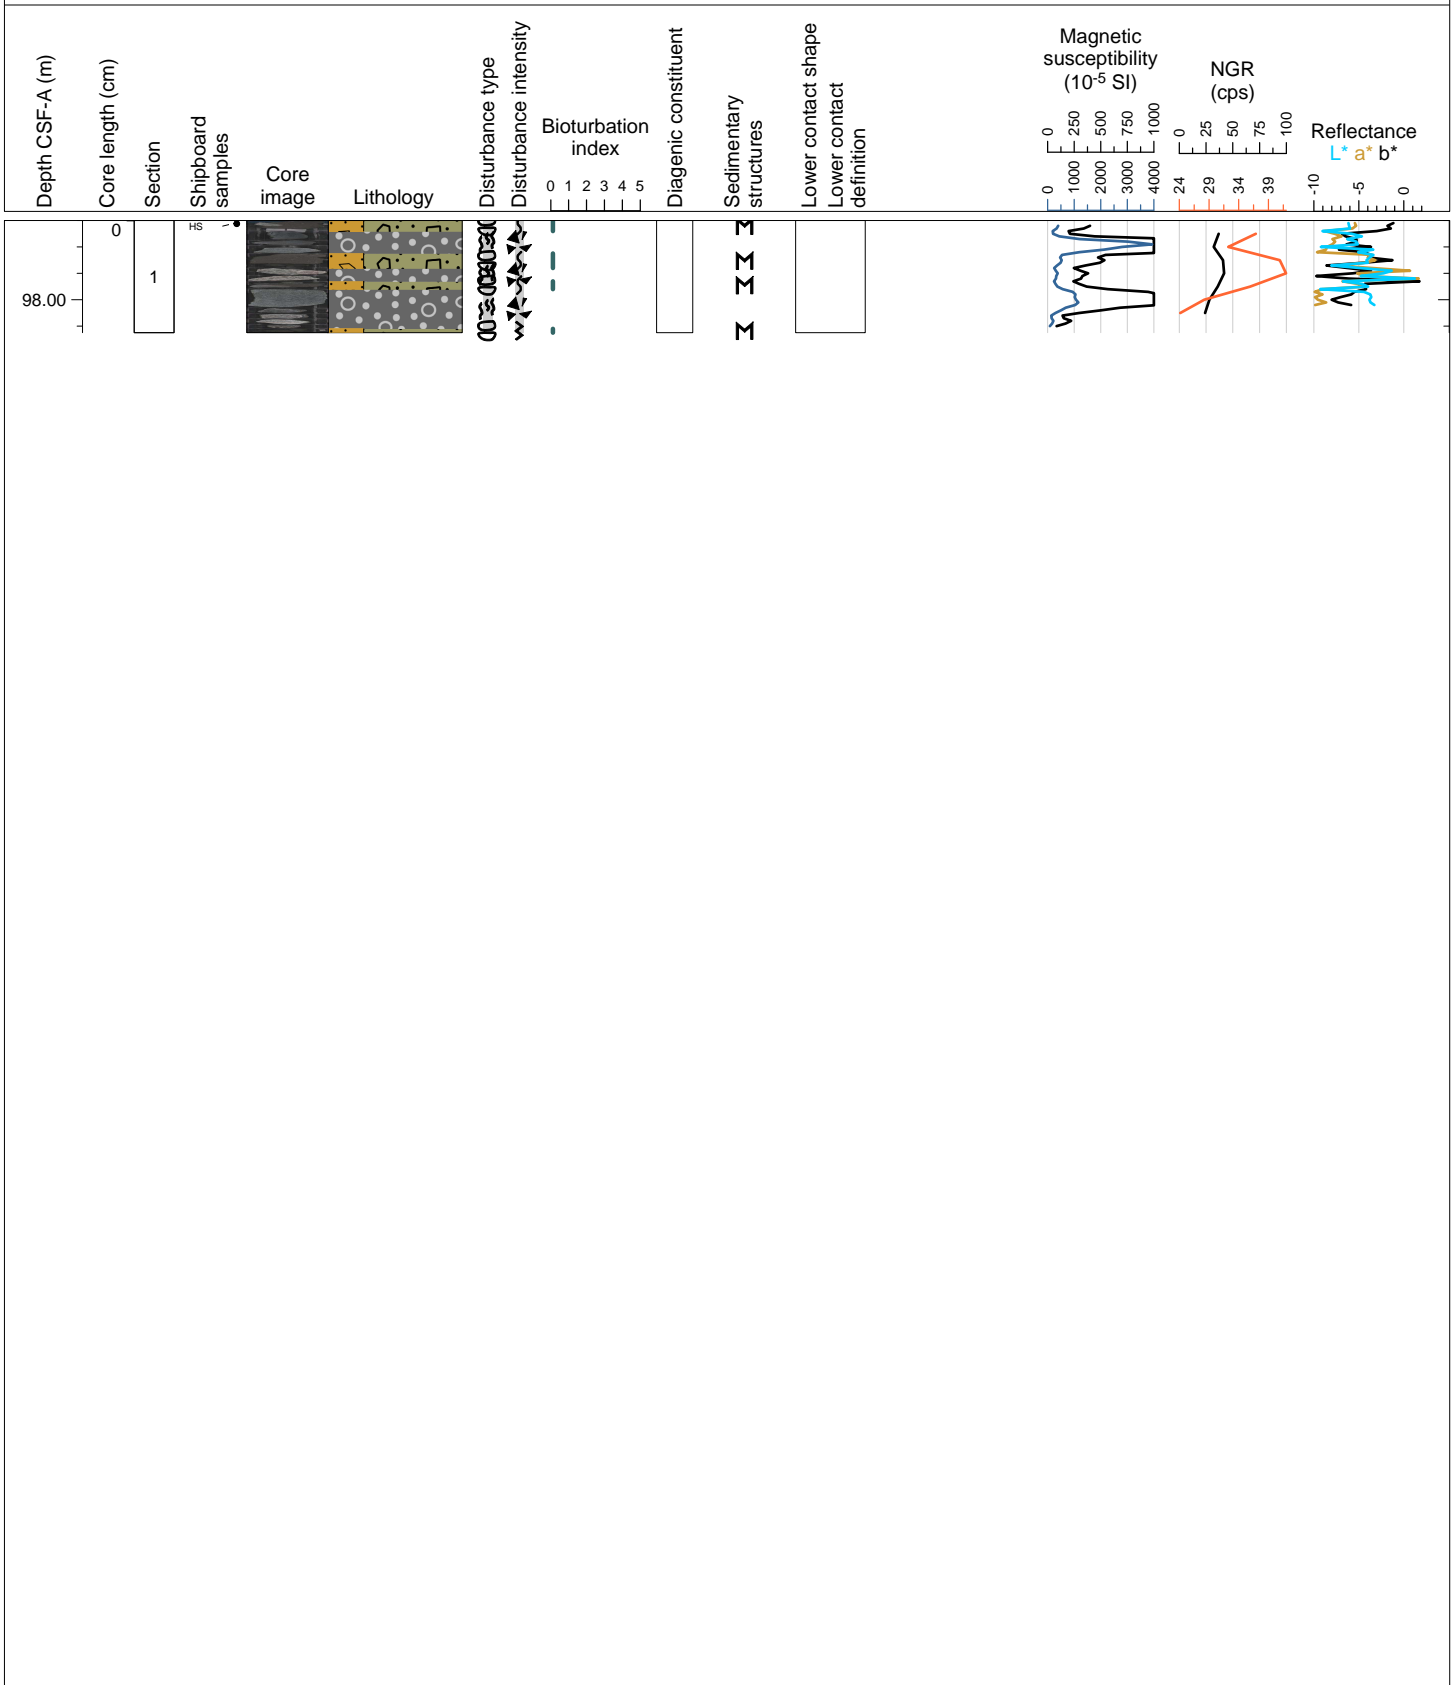 Depth CSF-A (m)
Core length (cm)
Section
Shipboard
samples
Core
image
Lithology
Disturbance type
Disturbance intensity
Bioturbation
index
0 1 2 3 4 5
Diagenic constituent
Sedimentary
structures
Lower contact shape
Lower contact
definition
Magnetic
susceptibility
(10-5 SI)
0 250 500 750 1000
0 1000 2000 3000 4000
NGR
(cps)
0 25 50 75 100
24 29 34 39
Reflectance
L* a* b*
-10 -5 0
0
HS
1
98.00